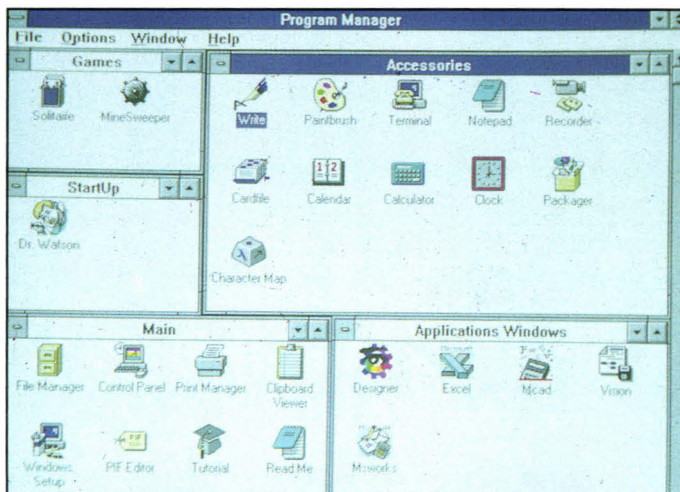 Program Manager
File Options Window Help
Games
Solitaire MineSweeper
StartUp
Dr. Watson
Accessories
Write Paintbrush Terminal Notepad Recorder
Cardfile Calendar Calculator Clock Packager
Character Map
Main
File Manager Control Panel Print Manager Clipboard
Viewer
Windows Setup PIF Editor Tutorial Read Me
Applications Windows
Designer Excel Mcad Vision
Msworks